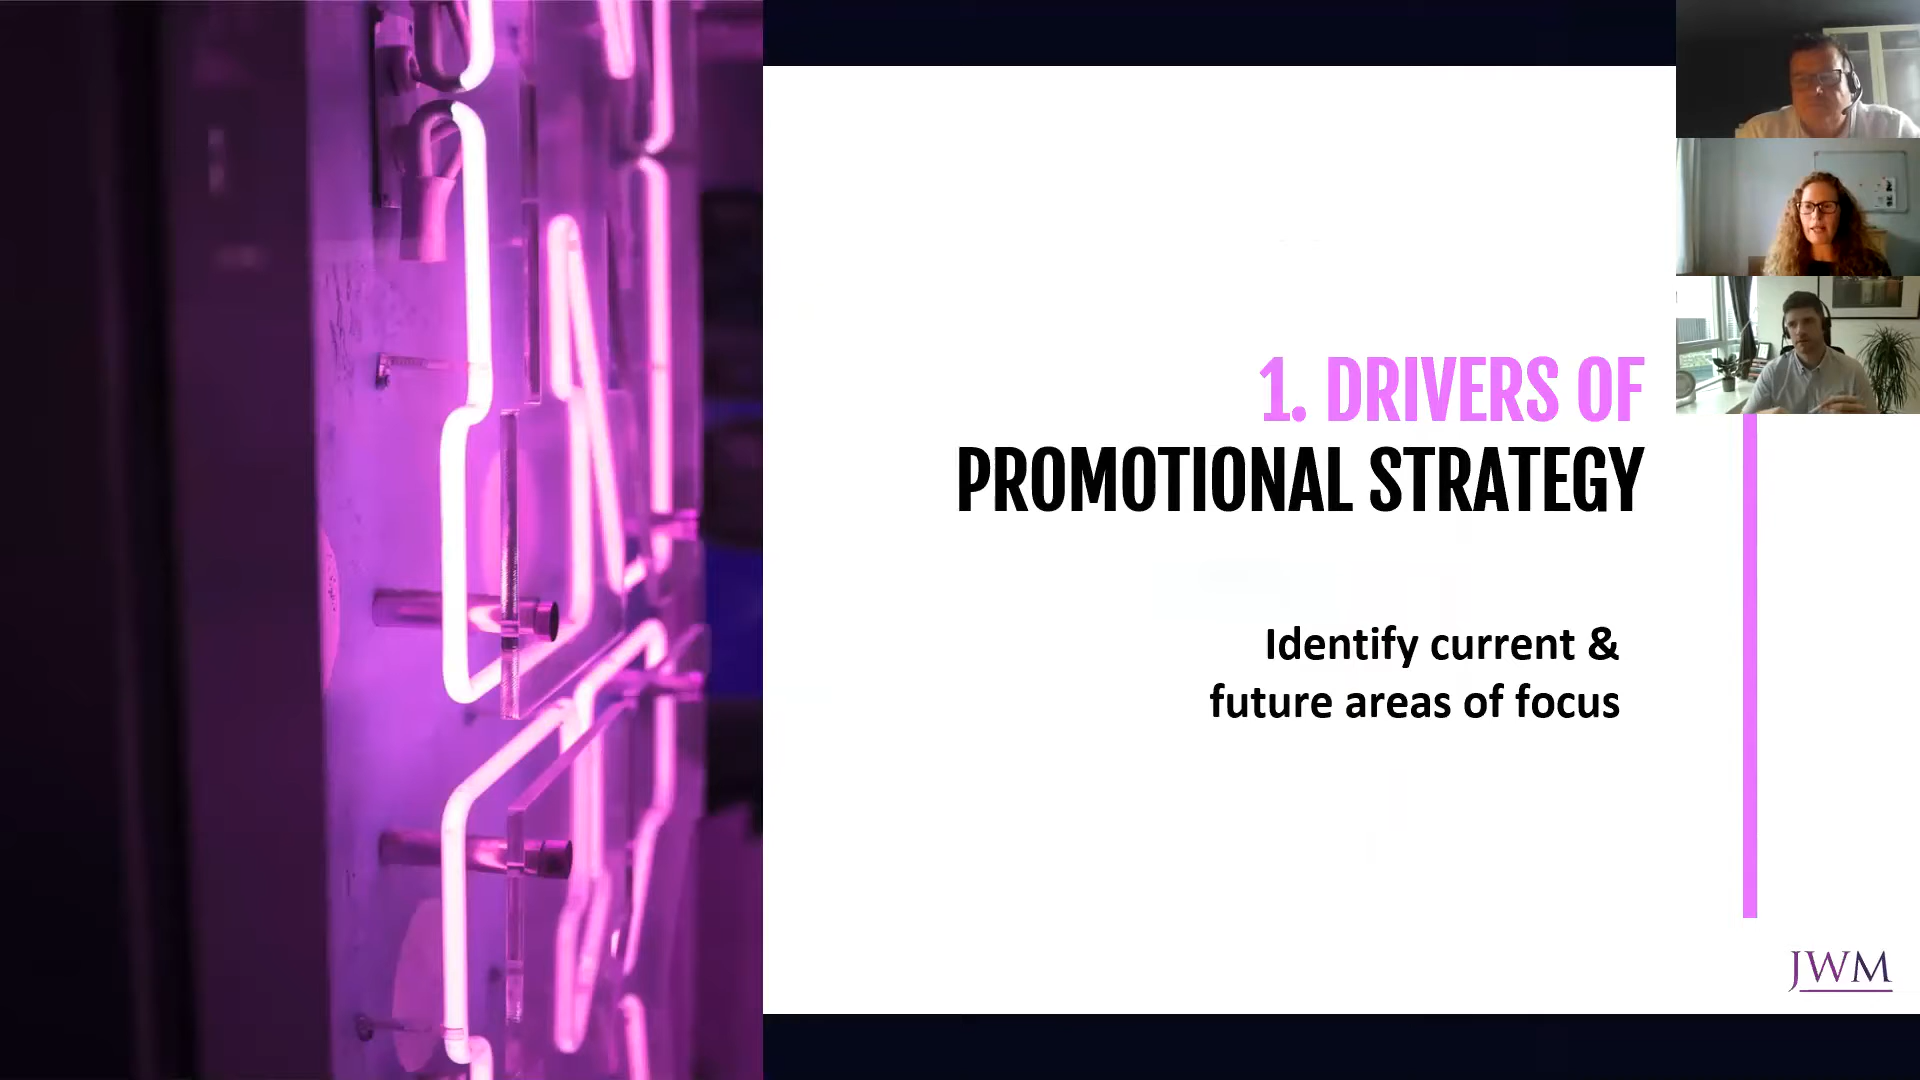 1. DRIVERS OF
PROMOTIONAL STRATEGY
Identify current &
future areas of focus
JWM